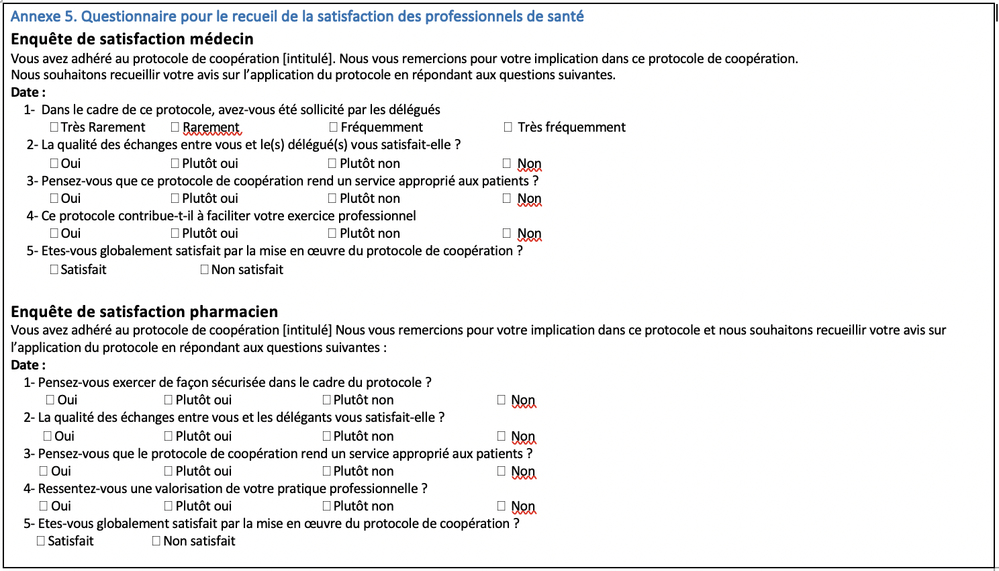 Annexe 5. Questionnaire pour le recueil de la satisfaction des professionnels de santé
Enquête de satisfaction médecin
Vous avez adhéré au protocole de coopération [intitulé]. Nous vous remercions pour votre implication dans ce protocole de coopération.
Nous souhaitons recueillir votre avis sur l’application du protocole en répondant aux questions suivantes.
Date :
1- Dans le cadre de ce protocole, avez-vous été sollicité par les délégués
☐ Très Rarement ☐ Rarement ☐ Fréquemment ☐ Très fréquemment
2- La qualité des échanges entre vous et le(s) délégué(s) vous satisfait-elle ?
☐ Oui ☐ Plutôt oui ☐ Plutôt non ☐ Non
3- Pensez-vous que ce protocole de coopération rend un service approprié aux patients ?
☐ Oui ☐ Plutôt oui ☐ Plutôt non ☐ Non
4- Ce protocole contribue-t-il à faciliter votre exercice professionnel
☐ Oui ☐ Plutôt oui ☐ Plutôt non ☐ Non
5- Etes-vous globalement satisfait par la mise en œuvre du protocole de coopération ?
☐ Satisfait ☐ Non satisfait
Enquête de satisfaction pharmacien
Vous avez adhéré au protocole de coopération [intitulé] Nous vous remercions pour votre implication dans ce protocole et nous souhaitons recueillir votre avis sur
l’application du protocole en répondant aux questions suivantes :
Date :
1- Pensez-vous exercer de façon sécurisée dans le cadre du protocole ?
☐ Oui ☐ Plutôt oui ☐ Plutôt non ☐ Non
2- La qualité des échanges entre vous et les délégants vous satisfait-elle ?
☐ Oui ☐ Plutôt oui ☐ Plutôt non ☐ Non
3- Pensez-vous que le protocole de coopération rend un service approprié aux patients ?
☐ Oui ☐ Plutôt oui ☐ Plutôt non ☐ Non
4- Ressentez-vous une valorisation de votre pratique professionnelle ?
☐ Oui ☐ Plutôt oui ☐ Plutôt non ☐ Non
5- Etes-vous globalement satisfait par la mise en œuvre du protocole de coopération ?
☐ Satisfait ☐ Non satisfait